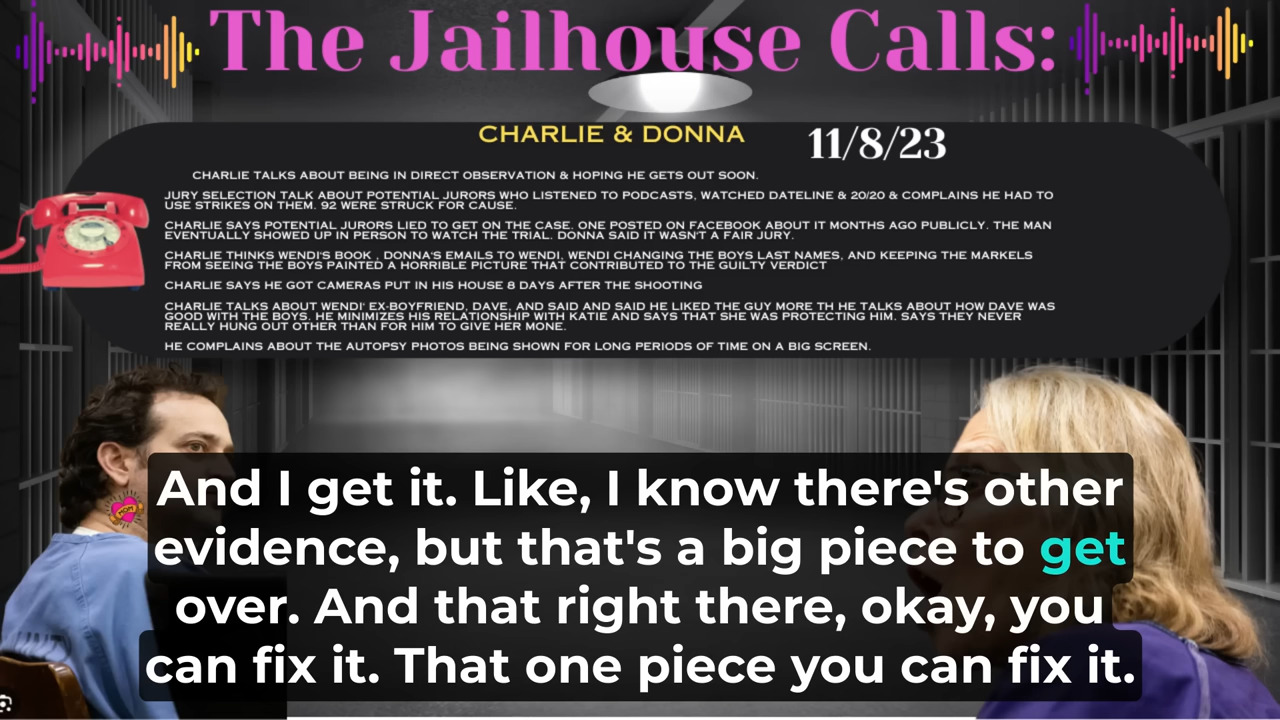 The Jailhouse Calls:
CHARLIE & DONNA 11/8/23
CHARLIE TALKS ABOUT BEING IN DIRECT OBSERVATION & HOPING HE GETS OUT SOON.
JURY SELECTION TALK ABOUT POTENTIAL JURORS WHO LISTENED TO PODCASTS, WATCHED DATELINE & 20/20 & COMPLAINS HE HAD TO
USE STRIKES ON THEM. 92 WERE STRUCK FOR CAUSE.
CHARLIE SAYS POTENTIAL JURORS LIED TO GET ON THE CASE. ONE POSTED ON FACEBOOK ABOUT IT MONTHS AGO PUBLICLY. THE MAN
EVENTUALLY SHOWED UP IN PERSON TO WATCH THE TRIAL. DONNA SAID IT WASN'T A FAIR JURY.
CHARLIE THINKS WENDI'S BOOK , DONNA'S EMAILS TO WENDI, WENDI CHANGING THE BOYS LAST NAMES, AND KEEPING THE MARKELS
FROM SEEING THE BOYS PAINTED A HORRIBLE PICTURE THAT CONTRIBUTED TO THE GUILTY VERDICT
CHARLIE SAYS HE GOT CAMERAS PUT IN HIS HOUSE 8 DAYS AFTER THE SHOOTING
CHARLIE TALKS ABOUT WENDI' EX-BOYFRIEND, DAVE, AND SAID AND SAID HE LIKED THE GUY MORE TH HE TALKS ABOUT HOW DAVE WAS
GOOD WITH THE BOYS. HE MINIMIZES HIS RELATIONSHIP WITH KATIE AND SAYS THAT SHE WAS PROTECTING HIM. SAYS THEY NEVER
REALLY HUNG OUT OTHER THAN FOR HIM TO GIVE HER MONE.
HE COMPLAINS ABOUT THE AUTOPSY PHOTOS BEING SHOWN FOR LONG PERIODS OF TIME ON A BIG SCREEN.
MOM
And I get it. Like, I know there's other
evidence, but that's a big piece to get
over. And that right there, okay, you
can fix it. That one piece you can fix it.